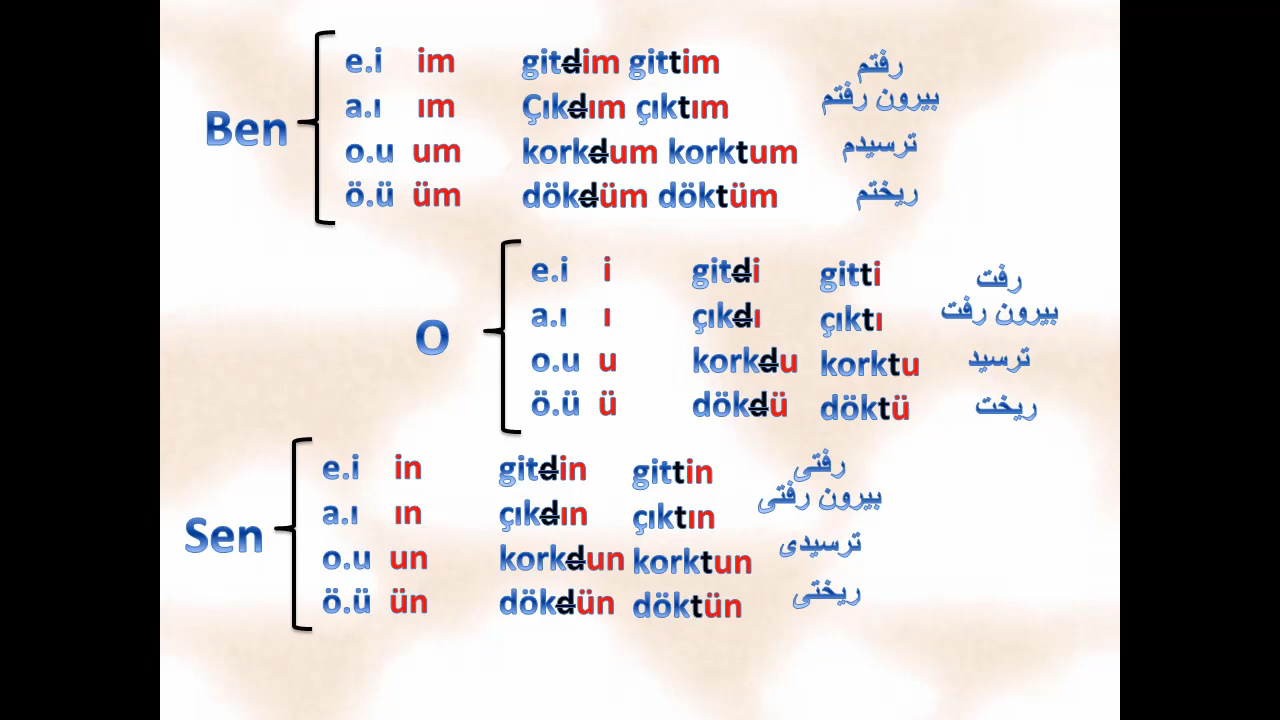 Ben
e.i im gitdim gittim رفتم
a.ı ım Çıkdım çıktım بیرون رفتم
o.u um korkdum korktum ترسیدم
ö.ü üm dökdüm döktüm ریختم
O
e.i i gitdi gitti رفت
a.ı ı çıkdı çıktı بیرون رفت
o.u u korkdu korktu ترسید
ö.ü ü dökdü döktü ریخت
Sen
e.i in gitdin gittin رفتی
a.ı ın çıkdın çıktın بیرون رفتی
o.u un korkdun korktun ترسیدی
ö.ü ün dökdün döktün ریختی